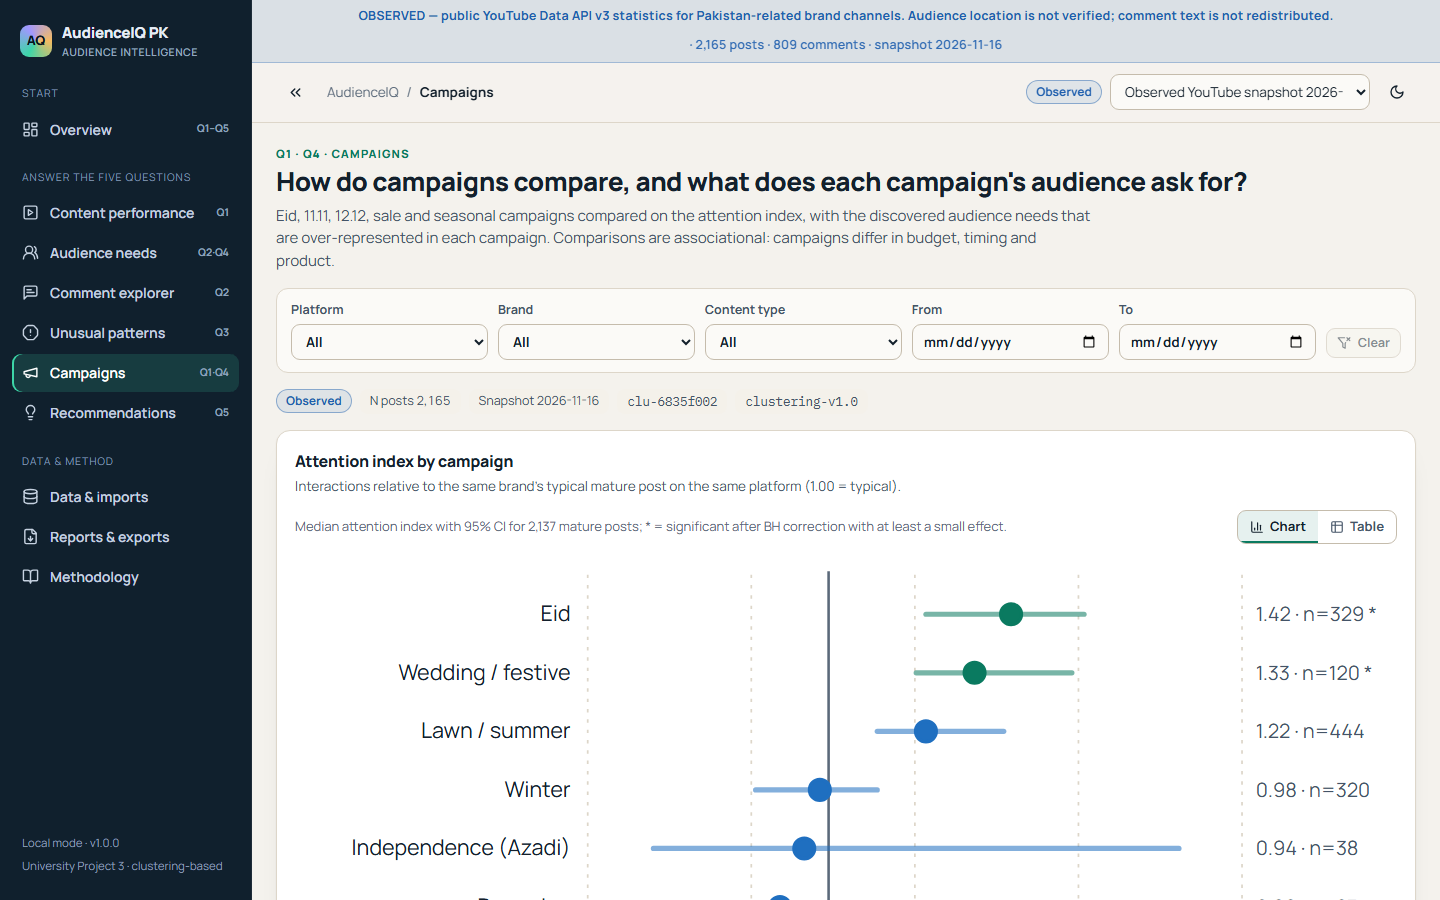 AQ
AudienceIQ PK
AUDIENCE INTELLIGENCE
START
Overview Q1–Q5
ANSWER THE FIVE QUESTIONS
Content performance Q1
Audience needs Q2·Q4
Comment explorer Q2
Unusual patterns Q3
Campaigns Q1·Q4
Recommendations Q5
DATA & METHOD
Data & imports
Reports & exports
Methodology
Local mode · v1.0.0
University Project 3 · clustering-based
OBSERVED — public YouTube Data API v3 statistics for Pakistan-related brand channels. Audience location is not verified; comment text is not redistributed.
· 2,165 posts · 809 comments · snapshot 2026-11-16
AudienceIQ / Campaigns
Observed
Observed YouTube snapshot 2026-
Q1 · Q4 · CAMPAIGNS
How do campaigns compare, and what does each campaign's audience ask for?
Eid, 11.11, 12.12, sale and seasonal campaigns compared on the attention index, with the discovered audience needs that
are over-represented in each campaign. Comparisons are associational: campaigns differ in budget, timing and
product.
Platform Brand Content type From To
All All All mm/dd/yyyy mm/dd/yyyy Clear
Observed N posts 2,165 Snapshot 2026-11-16 clu-6835f002 clustering-v1.0
Attention index by campaign
Interactions relative to the same brand's typical mature post on the same platform (1.00 = typical).
Median attention index with 95% CI for 2,137 mature posts; * = significant after BH correction with at least a small effect.
Chart Table
Eid 1.42 · n=329 *
Wedding / festive 1.33 · n=120 *
Lawn / summer 1.22 · n=444
Winter 0.98 · n=320
Independence (Azadi) 0.94 · n=38